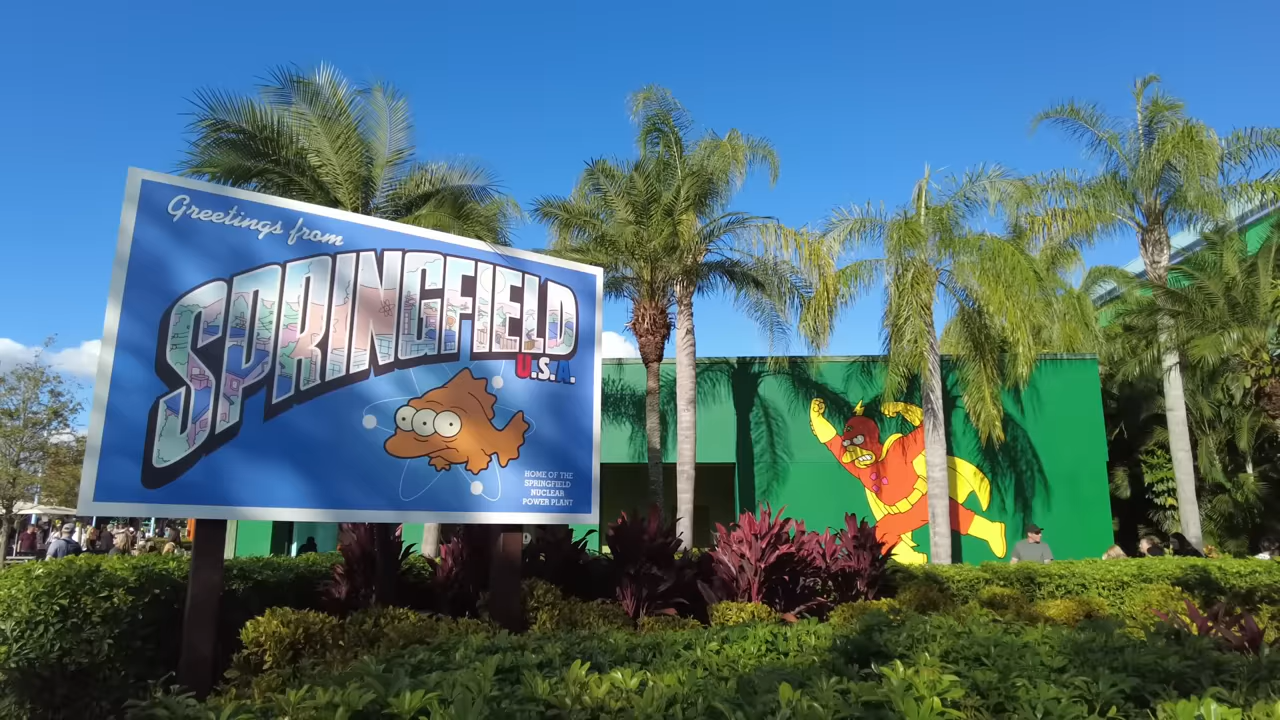 Greetings from
SPRINGFIELD
U.S.A.
HOME OF THE
SPRINGFIELD
NUCLEAR
POWER PLANT